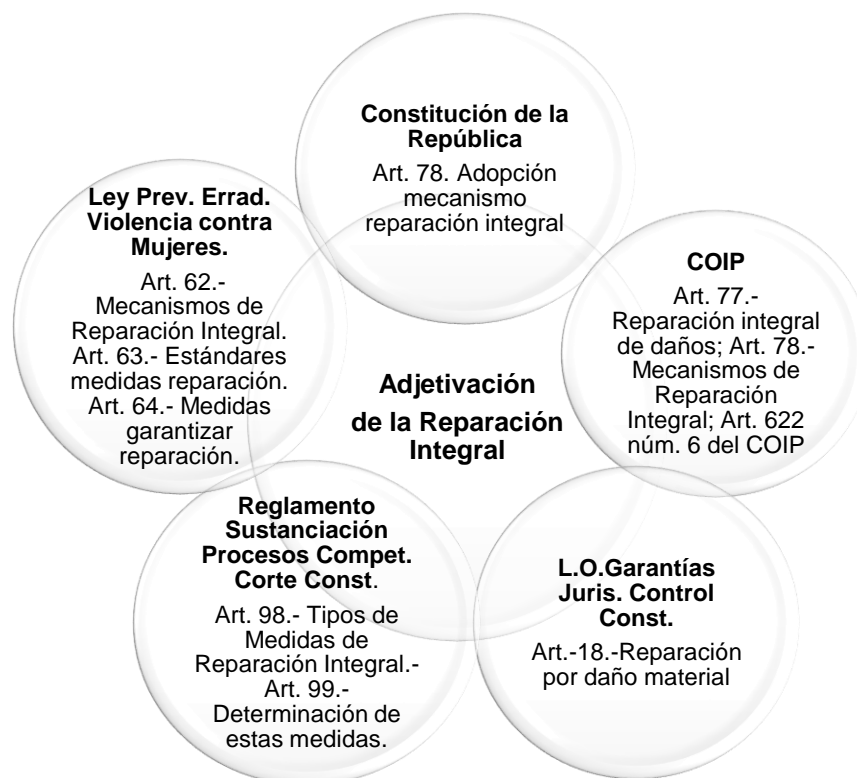 Constitución de la
República
Art. 78. Adopción
mecanismo
reparación integral
Ley Prev. Errad.
Violencia contra
Mujeres.
Art. 62.-
Mecanismos de
Reparación Integral.
Art. 63.- Estándares
medidas reparación.
Art. 64.- Medidas
garantizar
reparación.
COIP
Art. 77.-
Reparación integral
de daños; Art. 78.-
Mecanismos de
Reparación
Integral; Art. 622
núm. 6 del COIP
Adjetivación
de la Reparación
Integral
Reglamento
Sustanciación
Procesos Compet.
Corte Const.
Art. 98.- Tipos de
Medidas de
Reparación Integral.-
Art. 99.-
Determinación de
estas medidas.
L.O.Garantías
Juris. Control
Const.
Art.-18.-Reparación
por daño material